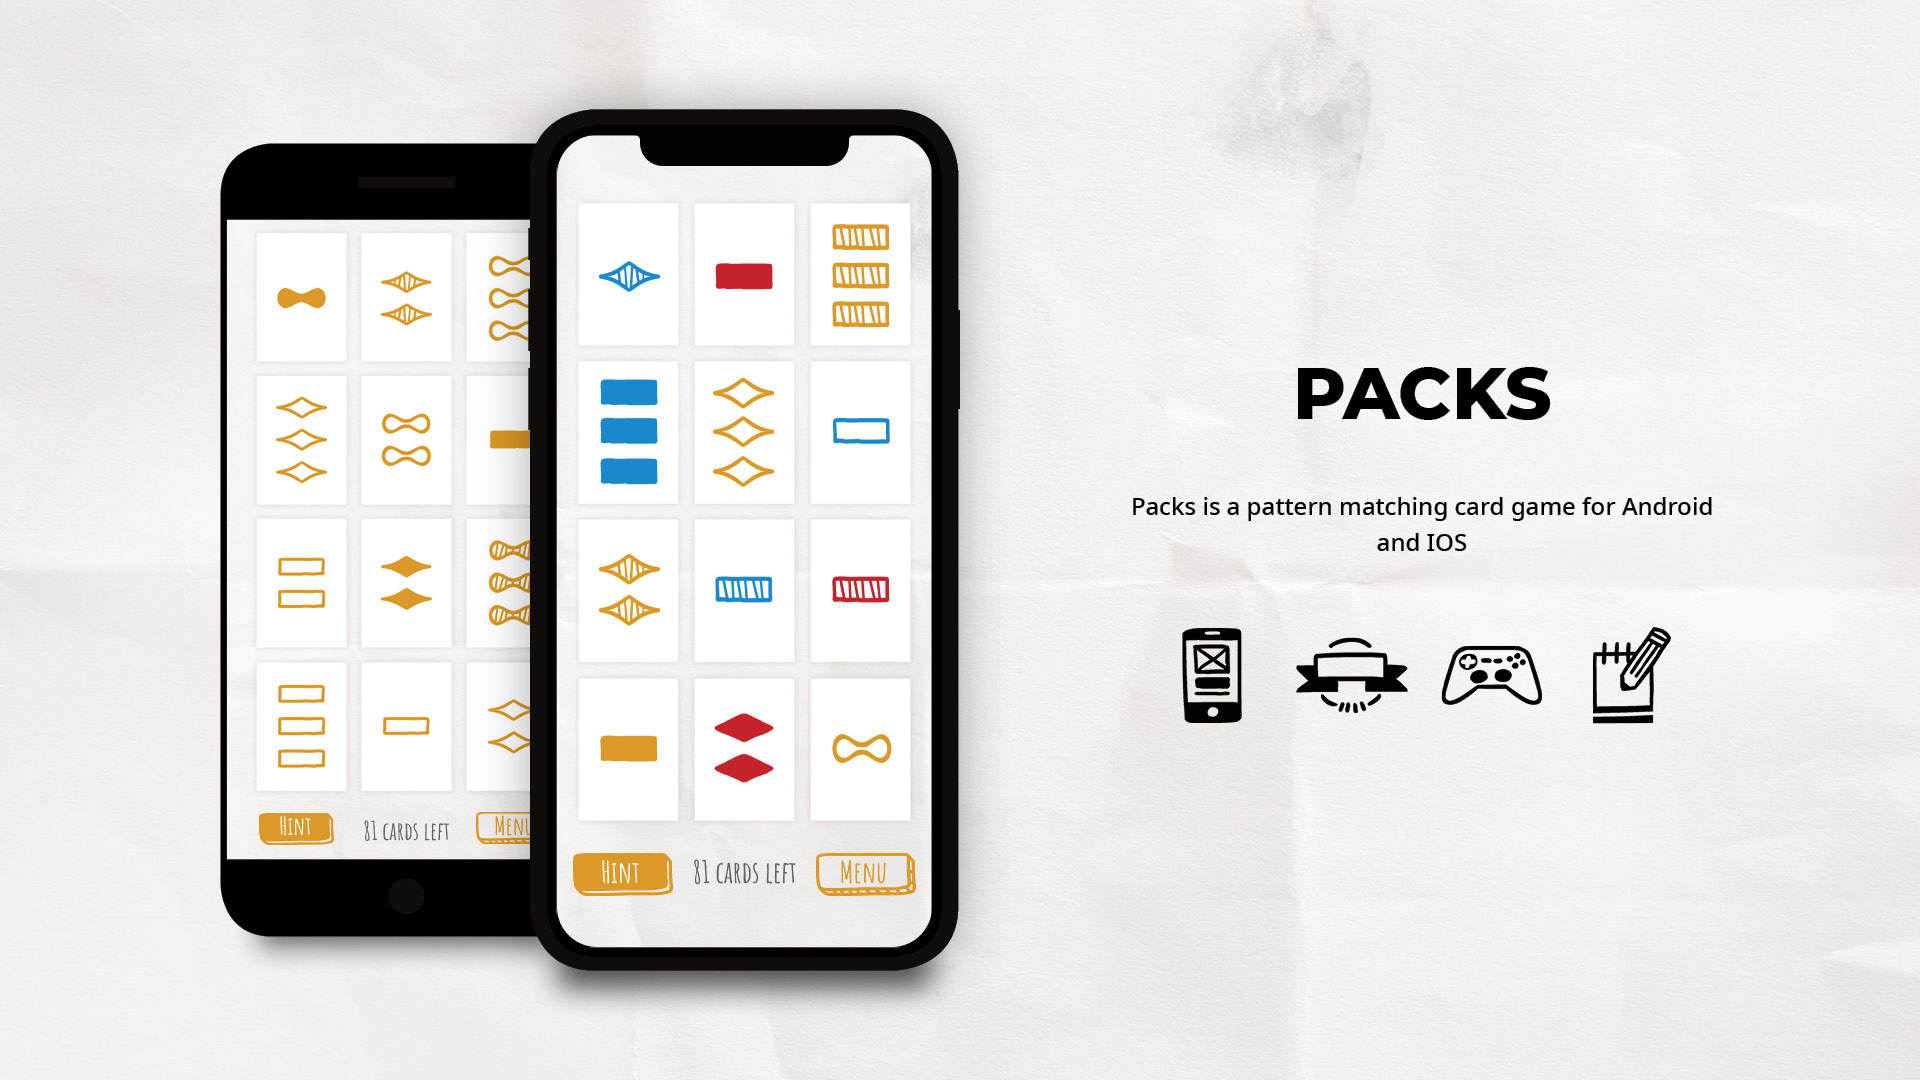 Hint
81 cards left
Menu
Hint
81 cards left
Menu
PACKS
Packs is a pattern matching card game for Android
and IOS